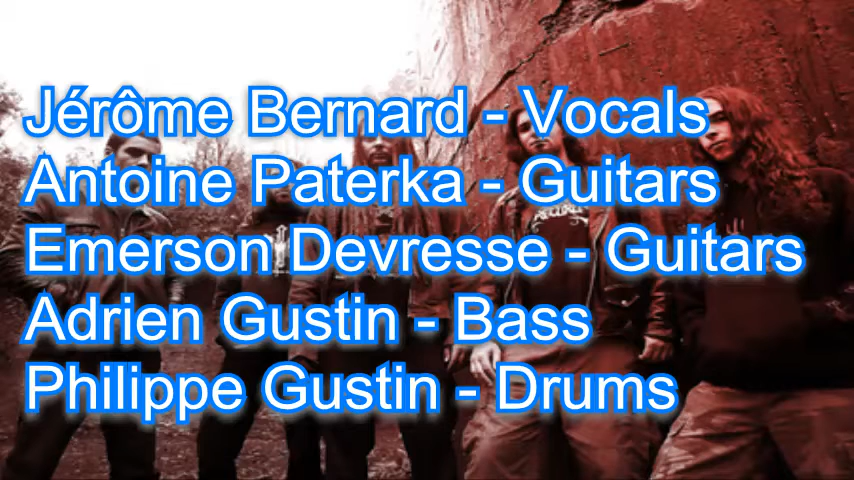 Jérôme Bernard - Vocals
Antoine Paterka - Guitars
Emerson Devresse - Guitars
Adrien Gustin - Bass
Philippe Gustin - Drums